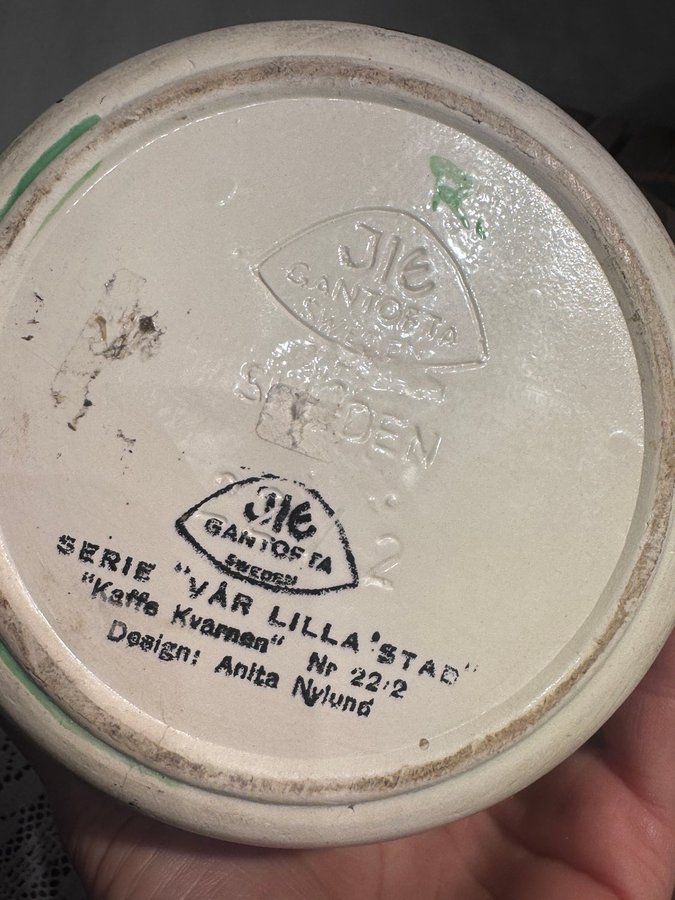 JIE
GANTOFTA
SWEDEN
SWEDEN
JIE
GANTOFTA
SWEDEN
SERIE "VÅR LILLA STAD"
"Kaffe Kvarnen" Nr 22/2
Design: Anita Nylund